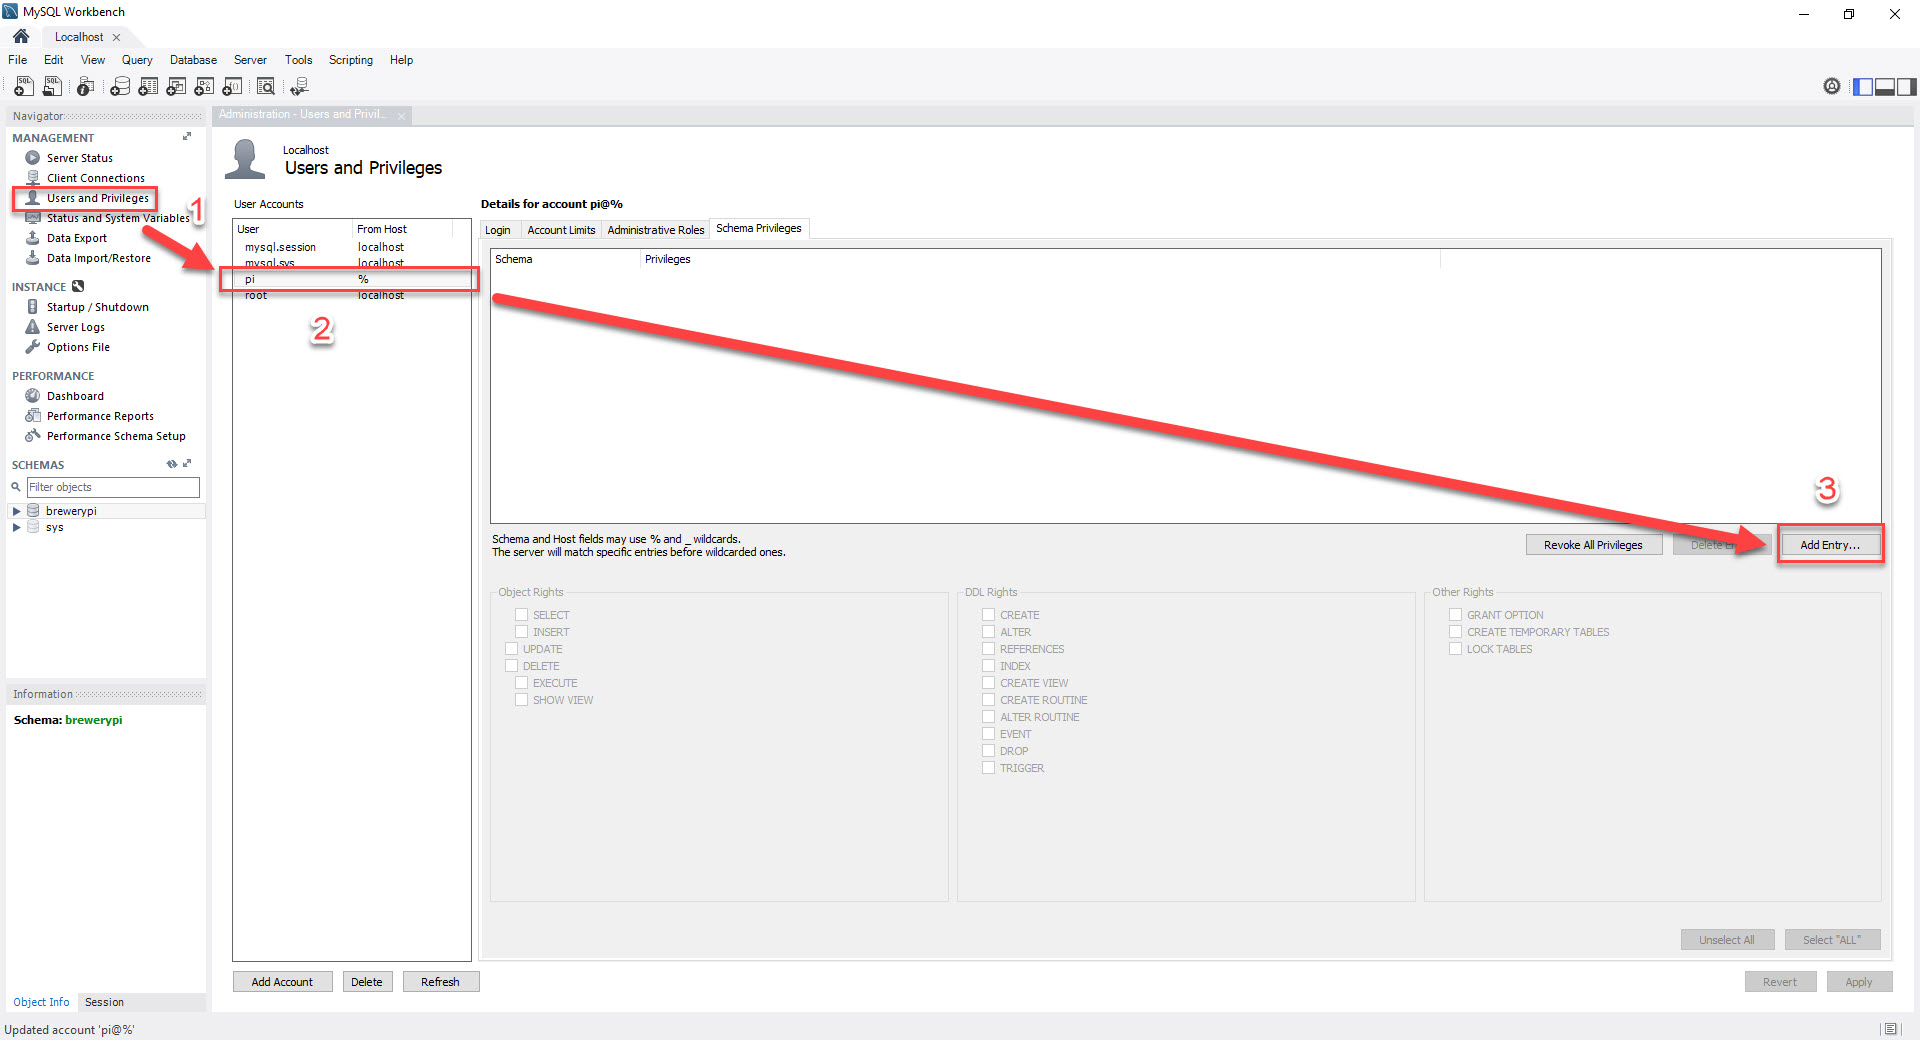 MySQL Workbench
Localhost
File Edit View Query Database Server Tools Scripting Help
Navigator
MANAGEMENT
Server Status
Client Connections
Users and Privileges
Status and System Variables
Data Export
Data Import/Restore
INSTANCE
Startup / Shutdown
Server Logs
Options File
PERFORMANCE
Dashboard
Performance Reports
Performance Schema Setup
SCHEMAS
Filter objects
brewerypi
sys
Information
Schema: brewerypi
Object Info Session
Administration - Users and Privil...
Localhost
Users and Privileges
User Accounts
User From Host
mysql.session localhost
mysql.sys localhost
pi %
root localhost
1
2
3
Add Account Delete Refresh
Details for account pi@%
Login Account Limits Administrative Roles Schema Privileges
Schema Privileges
Schema and Host fields may use % and _ wildcards.
The server will match specific entries before wildcarded ones.
Revoke All Privileges Delete Add Entry...
Object Rights
SELECT
INSERT
UPDATE
DELETE
EXECUTE
SHOW VIEW
DDL Rights
CREATE
ALTER
REFERENCES
INDEX
CREATE VIEW
CREATE ROUTINE
ALTER ROUTINE
EVENT
DROP
TRIGGER
Other Rights
GRANT OPTION
CREATE TEMPORARY TABLES
LOCK TABLES
Unselect All Select "ALL"
Revert Apply
Updated account 'pi@%'